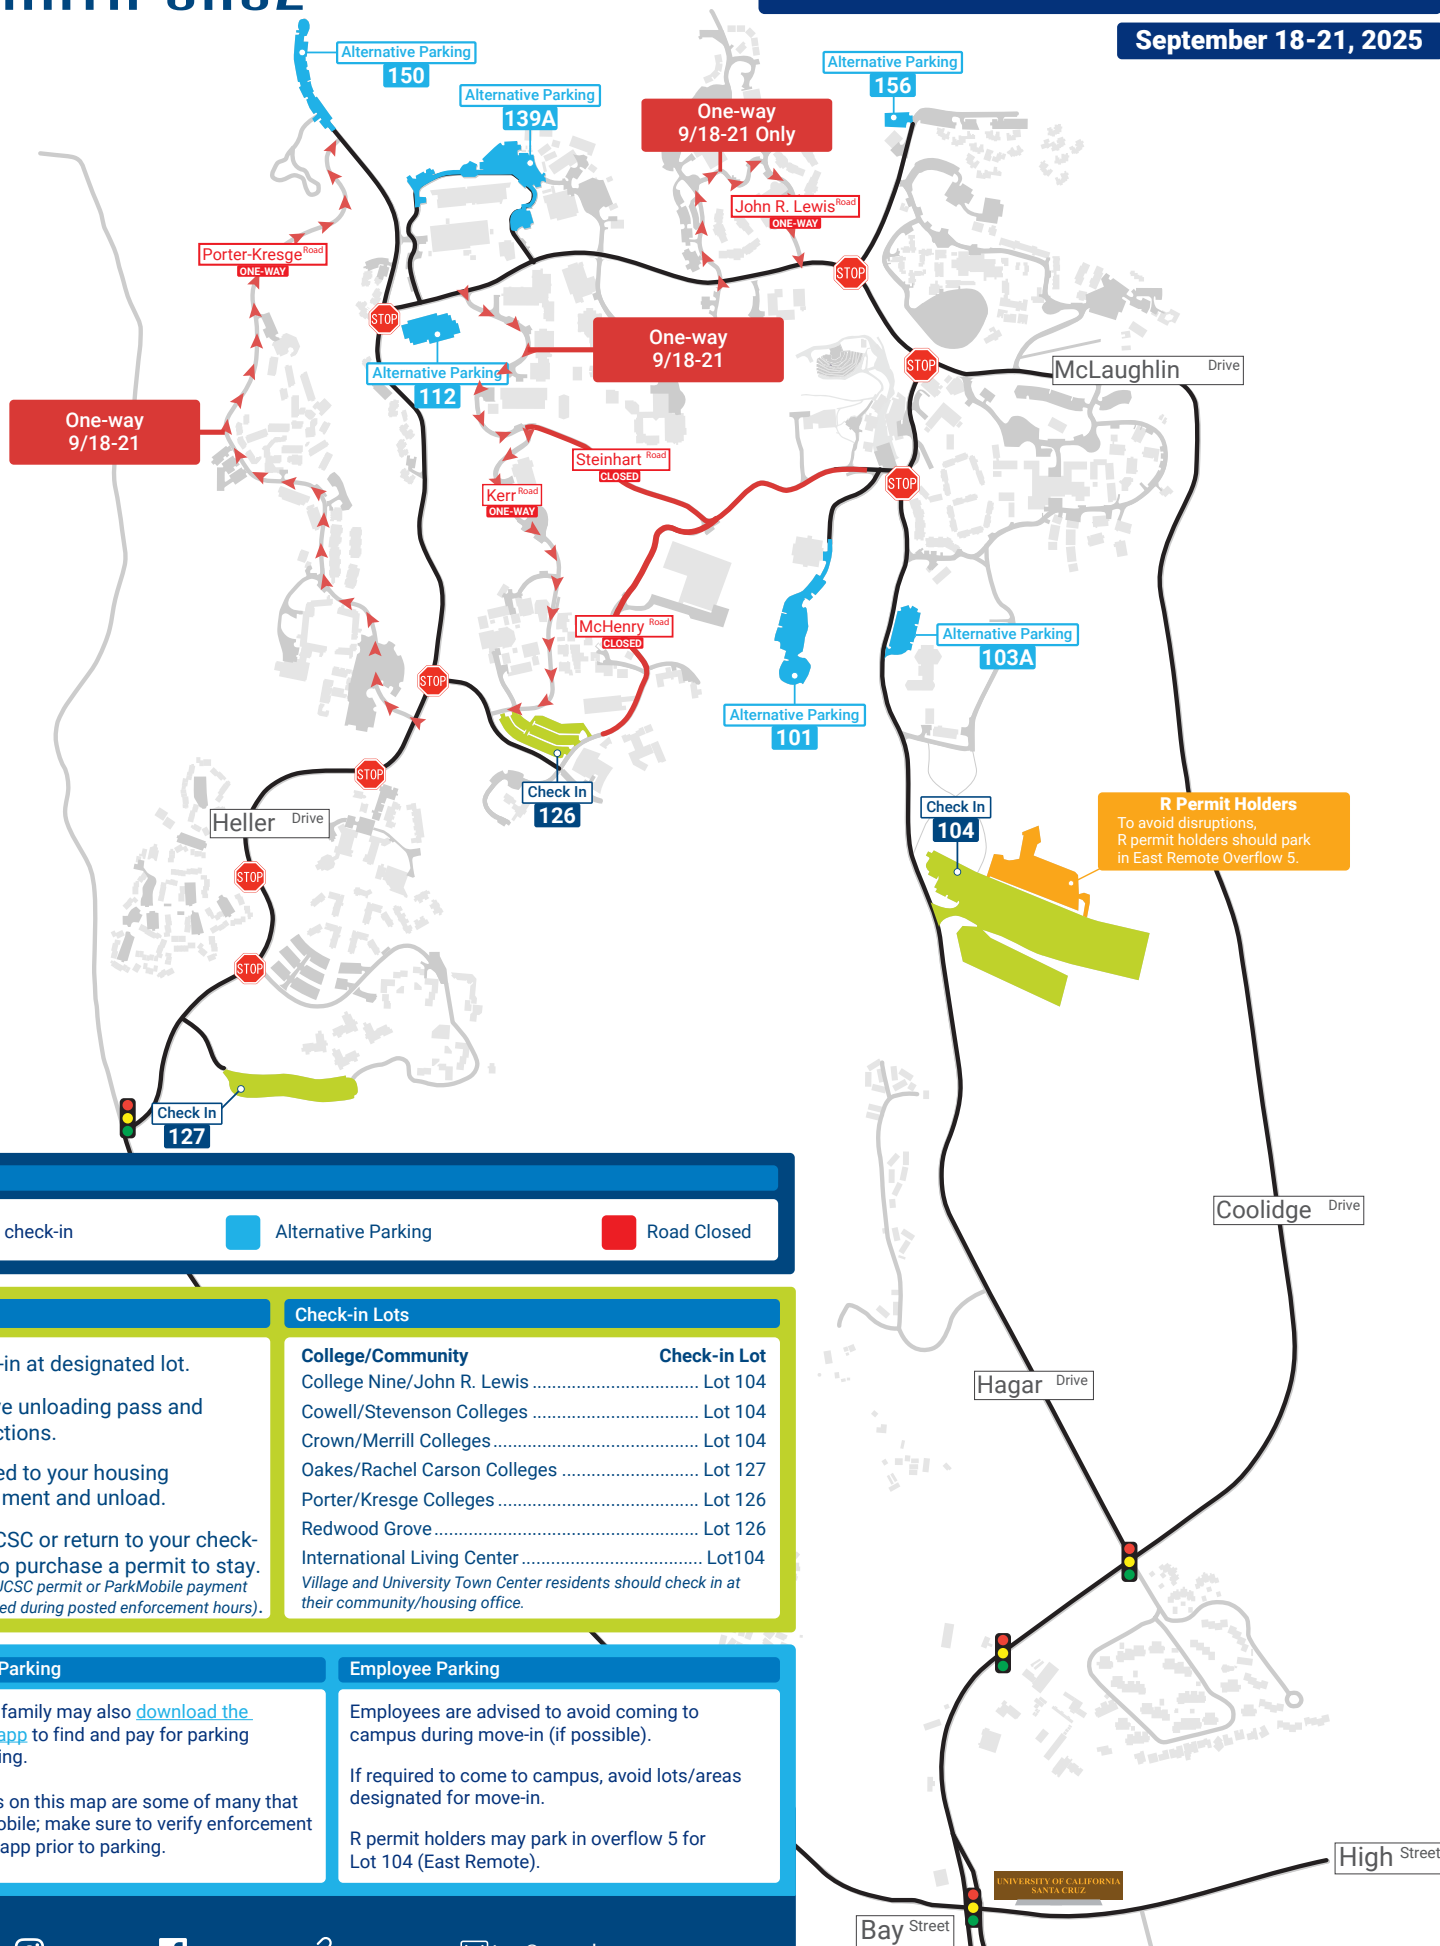 September 18-21, 2025
Alternative Parking
150
Alternative Parking
139A
One-way
9/18-21 Only
Alternative Parking
156
John R. Lewis Road
ONE-WAY
Porter-Kresge Road
ONE-WAY
STOP
STOP
One-way
9/18-21
Alternative Parking
112
STOP
McLaughlin Drive
One-way
9/18-21
Steinhart Road
CLOSED
Kerr Road
ONE-WAY
STOP
McHenry Road
CLOSED
Alternative Parking
103A
STOP
Alternative Parking
101
STOP
Check In
126
Heller Drive
Check In
104
R Permit Holders
To avoid disruptions,
R permit holders should park
in East Remote Overflow 5.
STOP
STOP
Check In
127
check-in
Alternative Parking
Road Closed
Coolidge Drive
Hagar Drive
-in at designated lot.
e unloading pass and
ctions.
ed to your housing
ment and unload.
CSC or return to your check-
o purchase a permit to stay.
UCSC permit or ParkMobile payment
ed during posted enforcement hours).
Check-in Lots
College/Community Check-in Lot
College Nine/John R. Lewis ................................ Lot 104
Cowell/Stevenson Colleges ................................ Lot 104
Crown/Merrill Colleges....................................... Lot 104
Oakes/Rachel Carson Colleges .......................... Lot 127
Porter/Kresge Colleges ...................................... Lot 126
Redwood Grove.................................................. Lot 126
International Living Center .................................. Lot104
Village and University Town Center residents should check in at
their community/housing office.
Parking
family may also download the
app to find and pay for parking
ing.
s on this map are some of many that
obile; make sure to verify enforcement
app prior to parking.
Employee Parking
Employees are advised to avoid coming to
campus during move-in (if possible).
If required to come to campus, avoid lots/areas
designated for move-in.
R permit holders may park in overflow 5 for
Lot 104 (East Remote).
High Street
UNIVERSITY OF CALIFORNIA
SANTA CRUZ
Bay Street